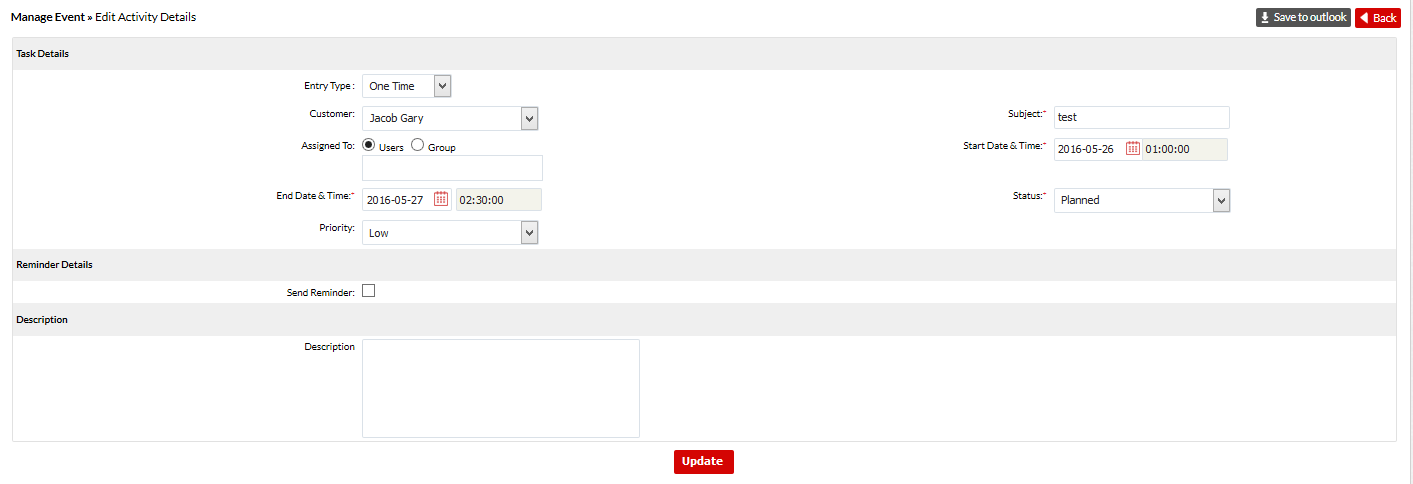 Manage Event » Edit Activity Details
Save to outlook
Back
Task Details
Entry Type : One Time
Customer: Jacob Gary
Subject:* test
Assigned To: Users Group
Start Date & Time:* 2016-05-26 01:00:00
End Date & Time:* 2016-05-27 02:30:00
Status:* Planned
Priority: Low
Reminder Details
Send Reminder:
Description
Description
Update